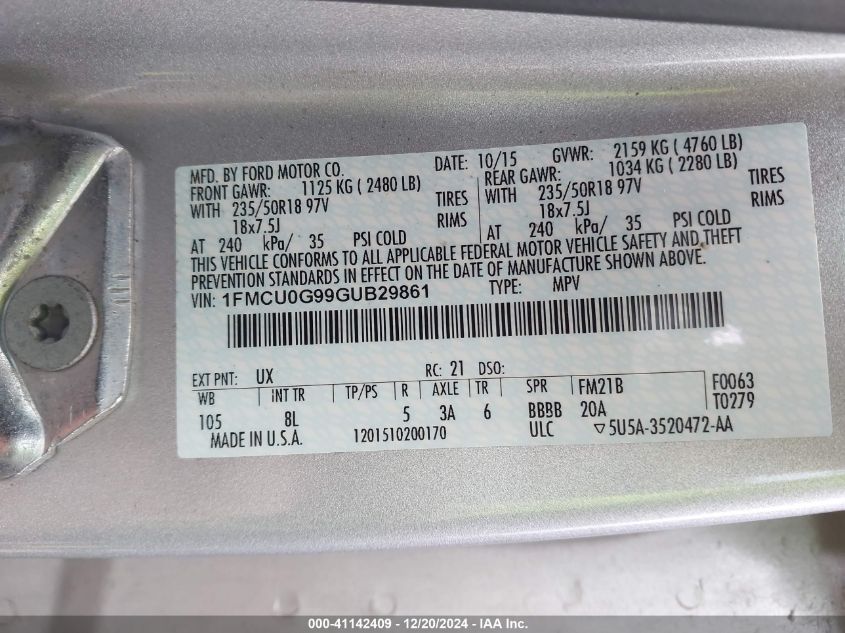 MFD. BY FORD MOTOR CO. DATE: 10/15 GVWR: 2159 KG ( 4760 LB)
FRONT GAWR: 1125 KG ( 2480 LB) REAR GAWR: 1034 KG ( 2280 LB)
WITH 235/50R18 97V TIRES WITH 235/50R18 97V TIRES
18x7.5J RIMS 18x7.5J RIMS
AT 240 kPa/ 35 PSI COLD AT 240 kPa/ 35 PSI COLD
THIS VEHICLE CONFORMS TO ALL APPLICABLE FEDERAL MOTOR VEHICLE SAFETY AND THEFT
PREVENTION STANDARDS IN EFFECT ON THE DATE OF MANUFACTURE SHOWN ABOVE.
VIN: 1FMCU0G99GUB29861 TYPE: MPV
EXT PNT: UX RC: 21 DSO:
WB INT TR TP/PS R AXLE TR SPR FM21B F0063
105 8L 5 3A 6 BBBB 20A T0279
MADE IN U.S.A. 1201510200170 ULC ▽5U5A-3520472-AA
000-41142409 - 12/20/2024 - IAA Inc.